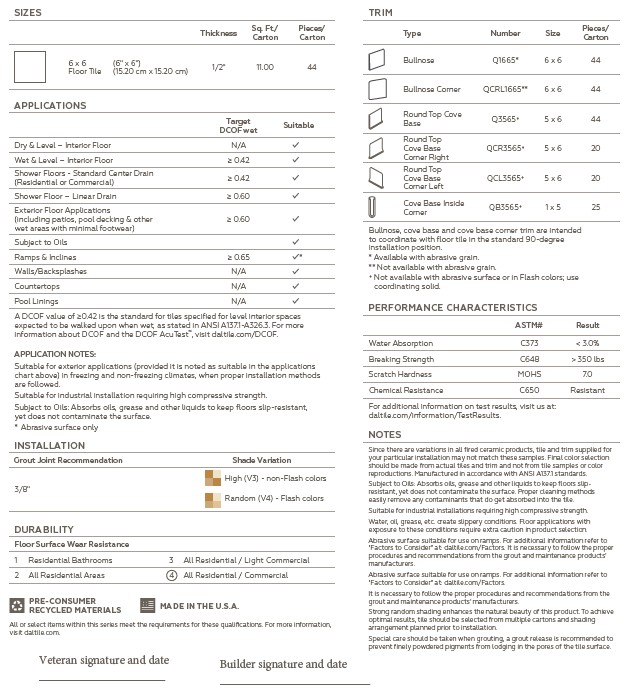 SIZES
Thickness
Sq. Ft./
Carton
Pieces/
Carton
6 x 6 (6" x 6") 1/2" 11.00 44
Floor Tile (15.20 cm x 15.20 cm)
APPLICATIONS
Target
DCOF wet
Suitable
Dry & Level – Interior Floor N/A ✓
Wet & Level – Interior Floor ≥ 0.42 ✓
Shower Floors - Standard Center Drain
(Residential or Commercial) ≥ 0.42 ✓
Shower Floor – Linear Drain ≥ 0.60 ✓
Exterior Floor Applications
(including patios, pool decking & other
wet areas with minimal footwear) ≥ 0.60 ✓
Subject to Oils ✓
Ramps & Inclines ≥ 0.65 ✓*
Walls/Backsplashes N/A ✓
Countertops N/A ✓
Pool Linings N/A ✓
A DCOF value of ≥0.42 is the standard for tiles specified for level interior spaces
expected to be walked upon when wet, as stated in ANSI A137.1-A326.3. For more
information about DCOF and the DCOF AcuTest™, visit daltile.com/DCOF.
APPLICATION NOTES:
Suitable for exterior applications (provided it is noted as suitable in the applications
chart above) in freezing and non-freezing climates, when proper installation methods
are followed.
Suitable for industrial installation requiring high compressive strength.
Subject to Oils: Absorbs oils, grease and other liquids to keep floors slip-resistant,
yet does not contaminate the surface.
* Abrasive surface only
INSTALLATION
Grout Joint Recommendation Shade Variation
3/8"
High (V3) - non-Flash colors
Random (V4) - Flash colors
DURABILITY
Floor Surface Wear Resistance
1 Residential Bathrooms 3 All Residential / Light Commercial
2 All Residential Areas 4 All Residential / Commercial
PRE-CONSUMER
RECYCLED MATERIALS
MADE IN THE U.S.A.
All or select items within this series meet the requirements for these qualifications. For more information,
visit daltile.com.
Veteran signature and date
Builder signature and date
TRIM
Type Number Size
Pieces/
Carton
Bullnose Q1665* 6 x 6 44
Bullnose Corner QCRL1665** 6 x 6 44
Round Top Cove
Base Q3565⁺ 5 x 6 44
Round Top
Cove Base
Corner Right QCR3565⁺ 5 x 6 20
Round Top
Cove Base
Corner Left QCL3565⁺ 5 x 6 20
Cove Base Inside
Corner QB3565⁺ 1 x 5 25
Bullnose, cove base and cove base corner trim are intended
to coordinate with floor tile in the standard 90-degree
installation position.
* Available with abrasive grain.
** Not available with abrasive grain.
⁺ Not available with abrasive surface or in Flash colors; use
coordinating solid.
PERFORMANCE CHARACTERISTICS
ASTM# Result
Water Absorption C373 < 3.0%
Breaking Strength C648 > 350 lbs
Scratch Hardness MOHS 7.0
Chemical Resistance C650 Resistant
For additional information on test results, visit us at:
daltile.com/Information/TestResults.
NOTES
Since there are variations in all fired ceramic products, tile and trim supplied for
your particular installation may not match these samples. Final color selection
should be made from actual tiles and trim and not from tile samples or color
reproductions. Manufactured in accordance with ANSI A137.1 standards.
Subject to Oils: Absorbs oils, grease and other liquids to keep floors slip-
resistant, yet does not contaminate the surface. Proper cleaning methods
easily remove any contaminants that do get absorbed into the tile.
Suitable for industrial installations requiring high compressive strength.
Water, oil, grease, etc. create slippery conditions. Floor applications with
exposure to these conditions require extra caution in product selection.
Abrasive surface suitable for use on ramps. For additional information refer to
"Factors to Consider" at: daltile.com/Factors. It is necessary to follow the proper
procedures and recommendations from the grout and maintenance products'
manufacturers.
Abrasive surface suitable for use on ramps. For additional information refer to
"Factors to Consider" at: daltile.com/Factors.
It is necessary to follow the proper procedures and recommendations from the
grout and maintenance products' manufacturers.
Strong random shading enhances the natural beauty of this product. To achieve
optimal results, tile should be selected from multiple cartons and shading
arrangement planned prior to installation.
Special care should be taken when grouting, a grout release is recommended to
prevent finely powdered pigments from lodging in the pores of the tile surface.